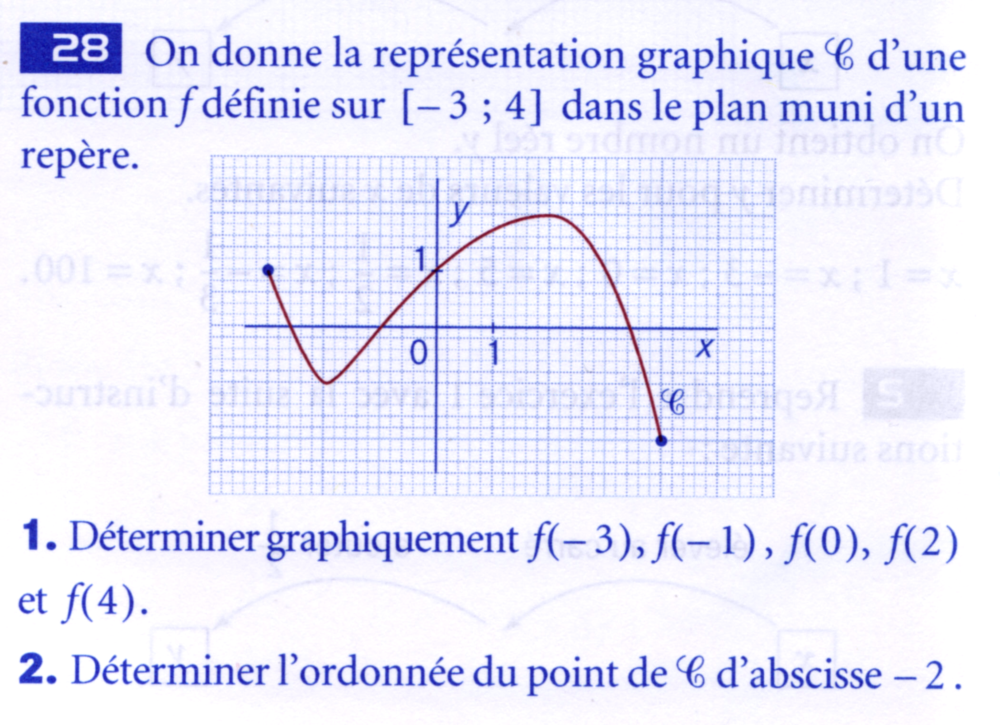 28 On donne la représentation graphique 𝒞 d'une
fonction f définie sur [– 3 ; 4] dans le plan muni d'un
repère.
y
1
0
1
x
𝒞
1. Déterminer graphiquement f(– 3), f(– 1), f(0), f(2)
et f(4).
2. Déterminer l'ordonnée du point de 𝒞 d'abscisse – 2.